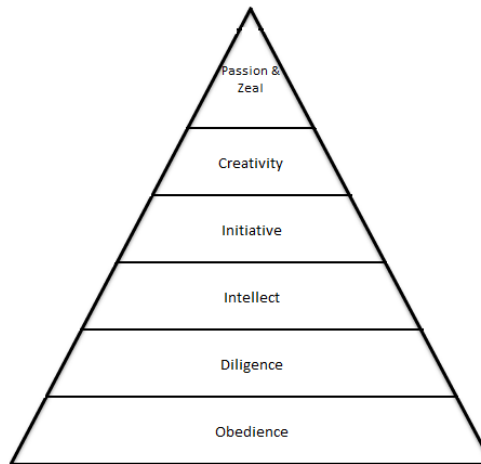 Passion &
Zeal
Creativity
Initiative
Intellect
Diligence
Obedience